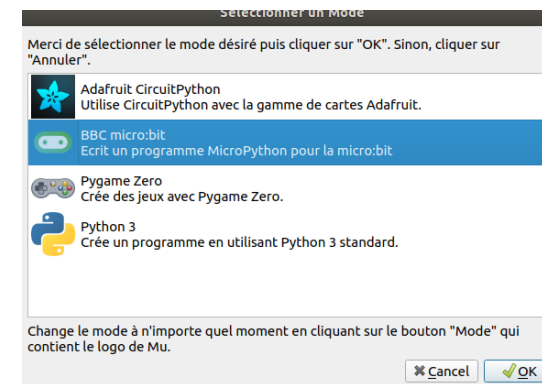 Sélectionner un Mode
Merci de sélectionner le mode désiré puis cliquer sur "OK". Sinon, cliquer sur
"Annuler".
Adafruit CircuitPython
Utilise CircuitPython avec la gamme de cartes Adafruit.
BBC micro:bit
Ecrit un programme MicroPython pour la micro:bit
Pygame Zero
Crée des jeux avec Pygame Zero.
Python 3
Crée un programme en utilisant Python 3 standard.
Change le mode à n'importe quel moment en cliquant sur le bouton "Mode" qui
contient le logo de Mu.
Cancel OK